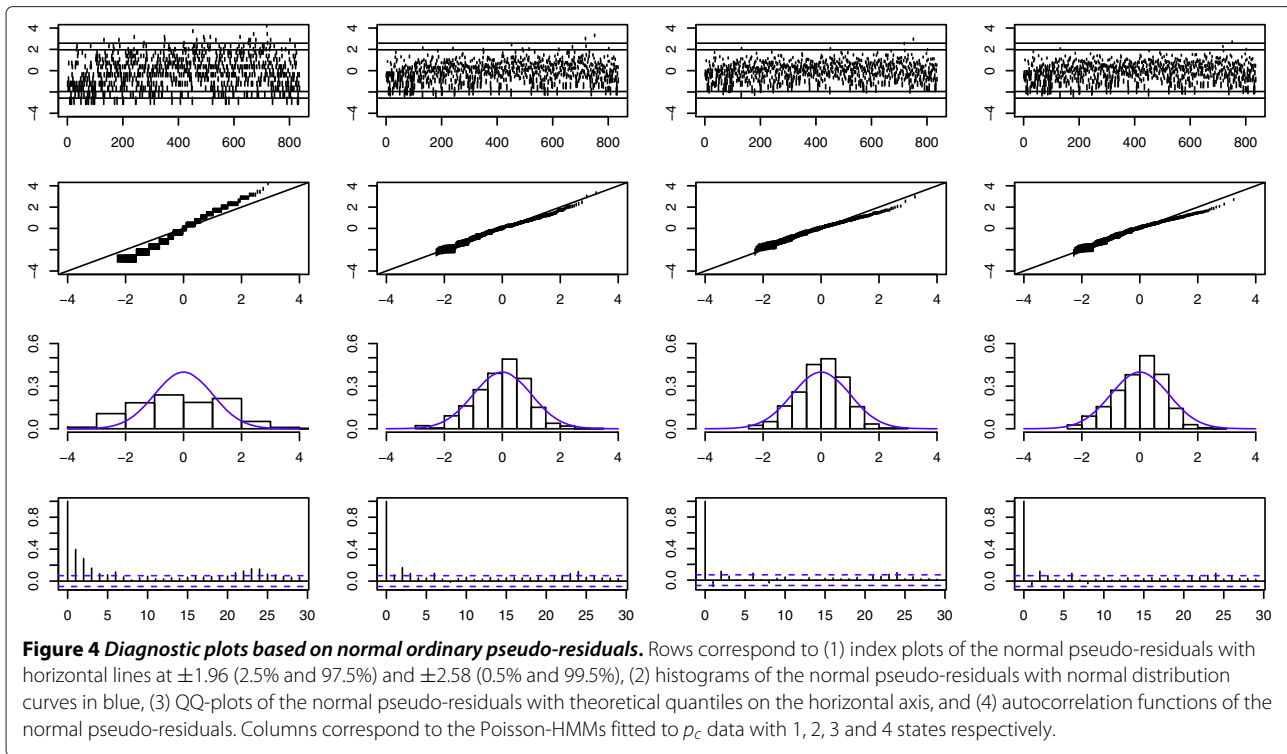 4
2
0
−4
0 200 400 600 800
4
2
0
−4
0 200 400 600 800
4
2
0
−4
0 200 400 600 800
4
2
0
−4
0 200 400 600 800
4
2
0
−4
−4 −2 0 2 4
4
2
0
−4
−4 −2 0 2 4
4
2
0
−4
−4 −2 0 2 4
4
2
0
−4
−4 −2 0 2 4
0.6
0.3
0.0
−4 −2 0 2 4
0.6
0.3
0.0
−4 −2 0 2 4
0.6
0.3
0.0
−4 −2 0 2 4
0.6
0.3
0.0
−4 −2 0 2 4
0.8
0.4
0.0
0 5 10 15 20 25 30
0.8
0.4
0.0
0 5 10 15 20 25 30
0.8
0.4
0.0
0 5 10 15 20 25 30
0.8
0.4
0.0
0 5 10 15 20 25 30
Figure 4 Diagnostic plots based on normal ordinary pseudo-residuals. Rows correspond to (1) index plots of the normal pseudo-residuals with
horizontal lines at ±1.96 (2.5% and 97.5%) and ±2.58 (0.5% and 99.5%), (2) histograms of the normal pseudo-residuals with normal distribution
curves in blue, (3) QQ-plots of the normal pseudo-residuals with theoretical quantiles on the horizontal axis, and (4) autocorrelation functions of the
normal pseudo-residuals. Columns correspond to the Poisson-HMMs fitted to pC data with 1, 2, 3 and 4 states respectively.